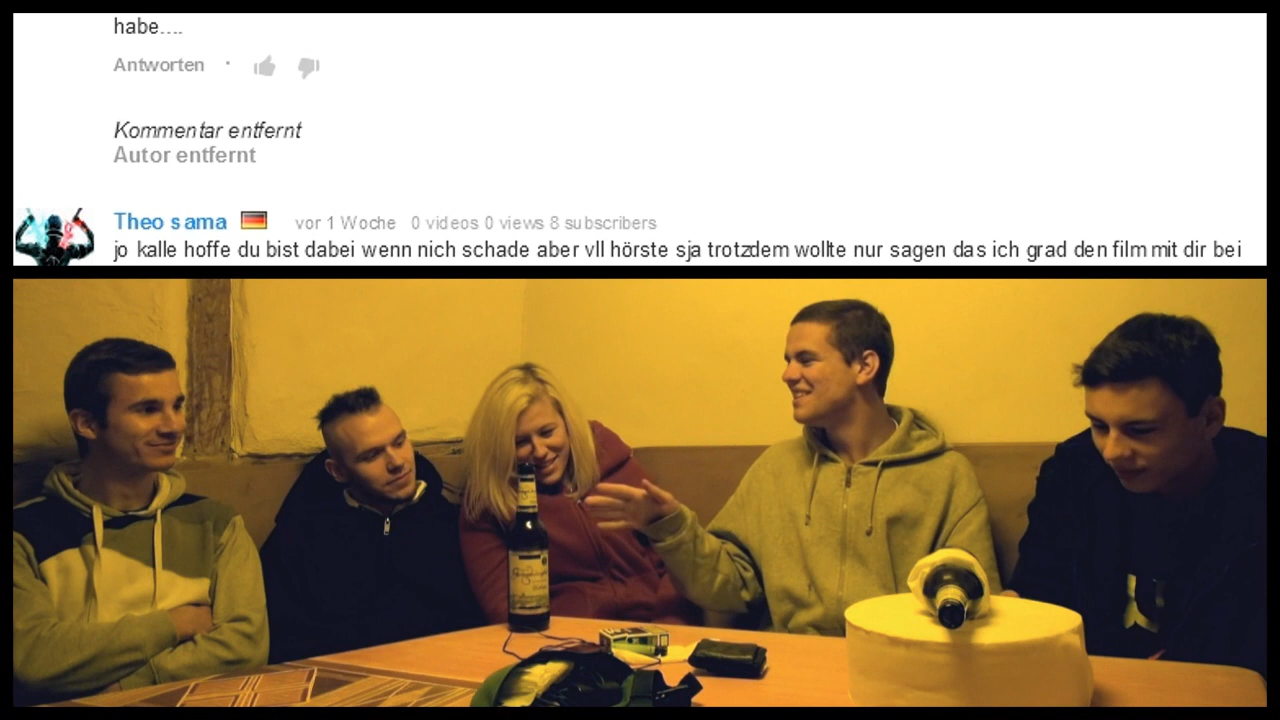 habe....
Antworten ·
Kommentar entfernt
Autor entfernt
Theo sama vor 1 Woche 0 videos 0 views 8 subscribers
jo kalle hoffe du bist dabei wenn nich schade aber vll hörste sja trotzdem wollte nur sagen das ich grad den film mit dir bei